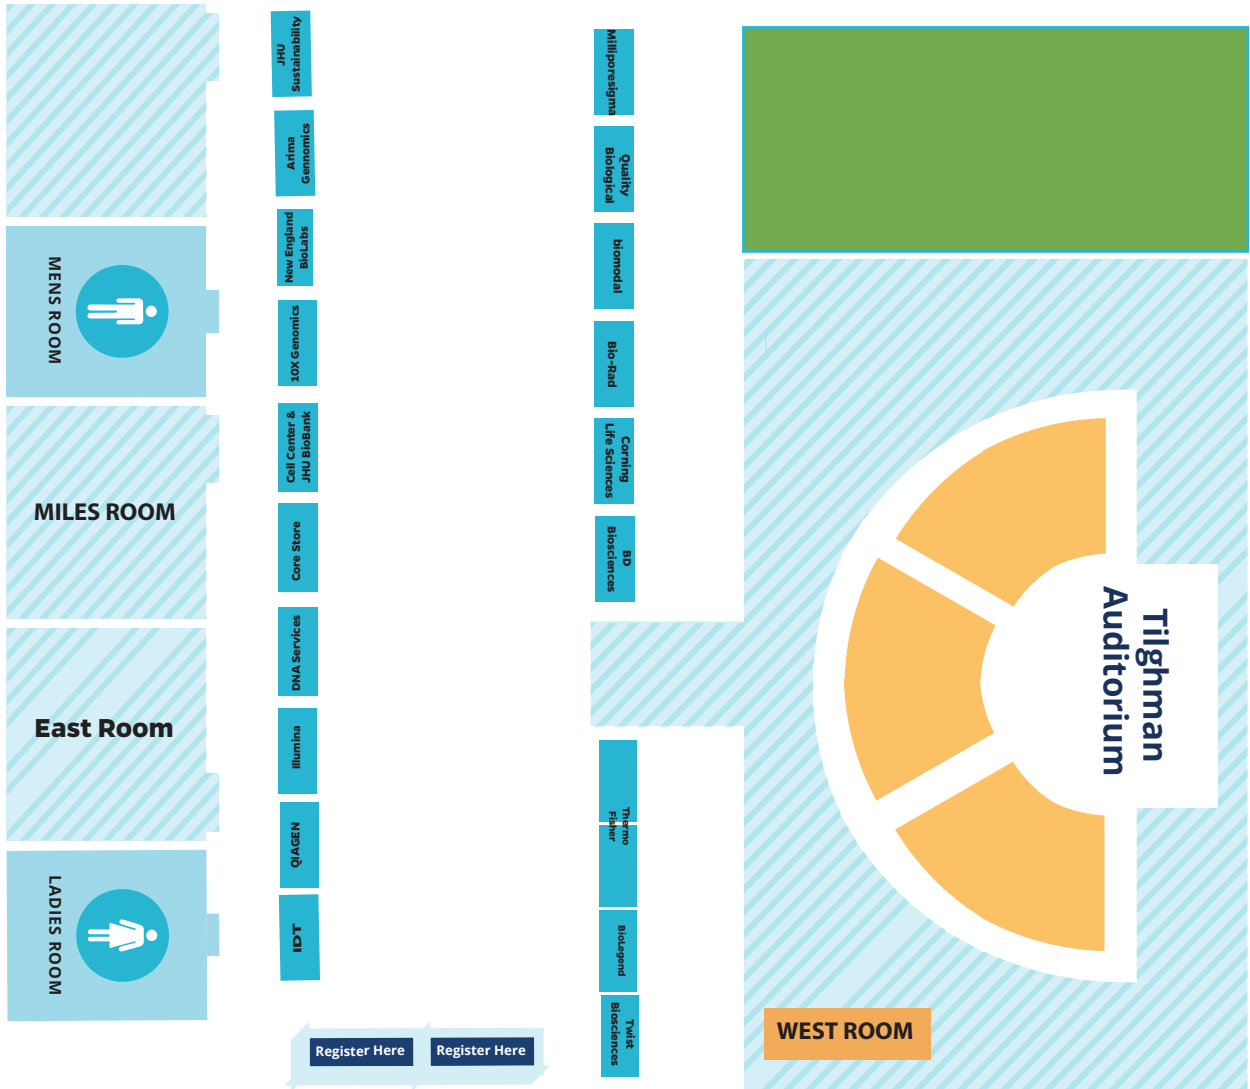 JHU
Sustainability
Arima
Gennomics
New England
BioLabs
10X Genomics
Cell Center &
JHU BioBank
Core Store
DNA Services
Illumina
QIAGEN
IDT
Milliporesigma
Quality
Biological
biomodal
Bio-Rad
Corning
Life Sciences
BD
Biosciences
Thermo
Fisher
BioLegend
Twist
Biosciences
MENS ROOM
MILES ROOM
East Room
LADIES ROOM
Register Here
Register Here
Tilghman
Auditorium
WEST ROOM